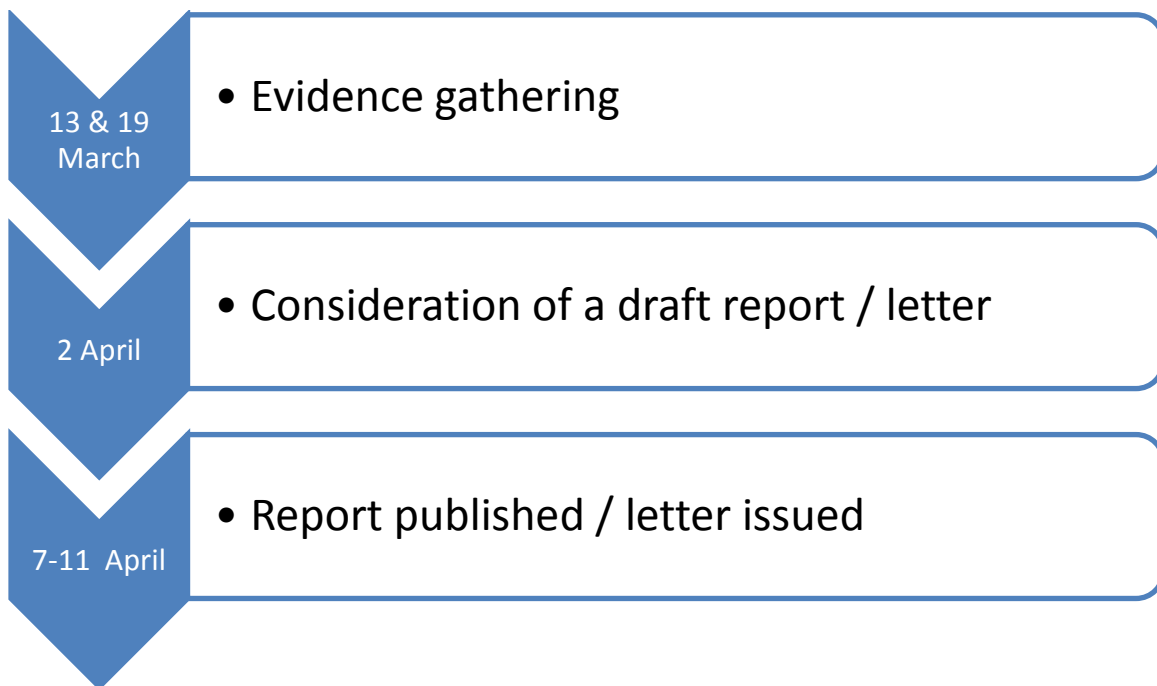 13 & 19
March
• Evidence gathering
2 April
• Consideration of a draft report / letter
7-11 April
• Report published / letter issued